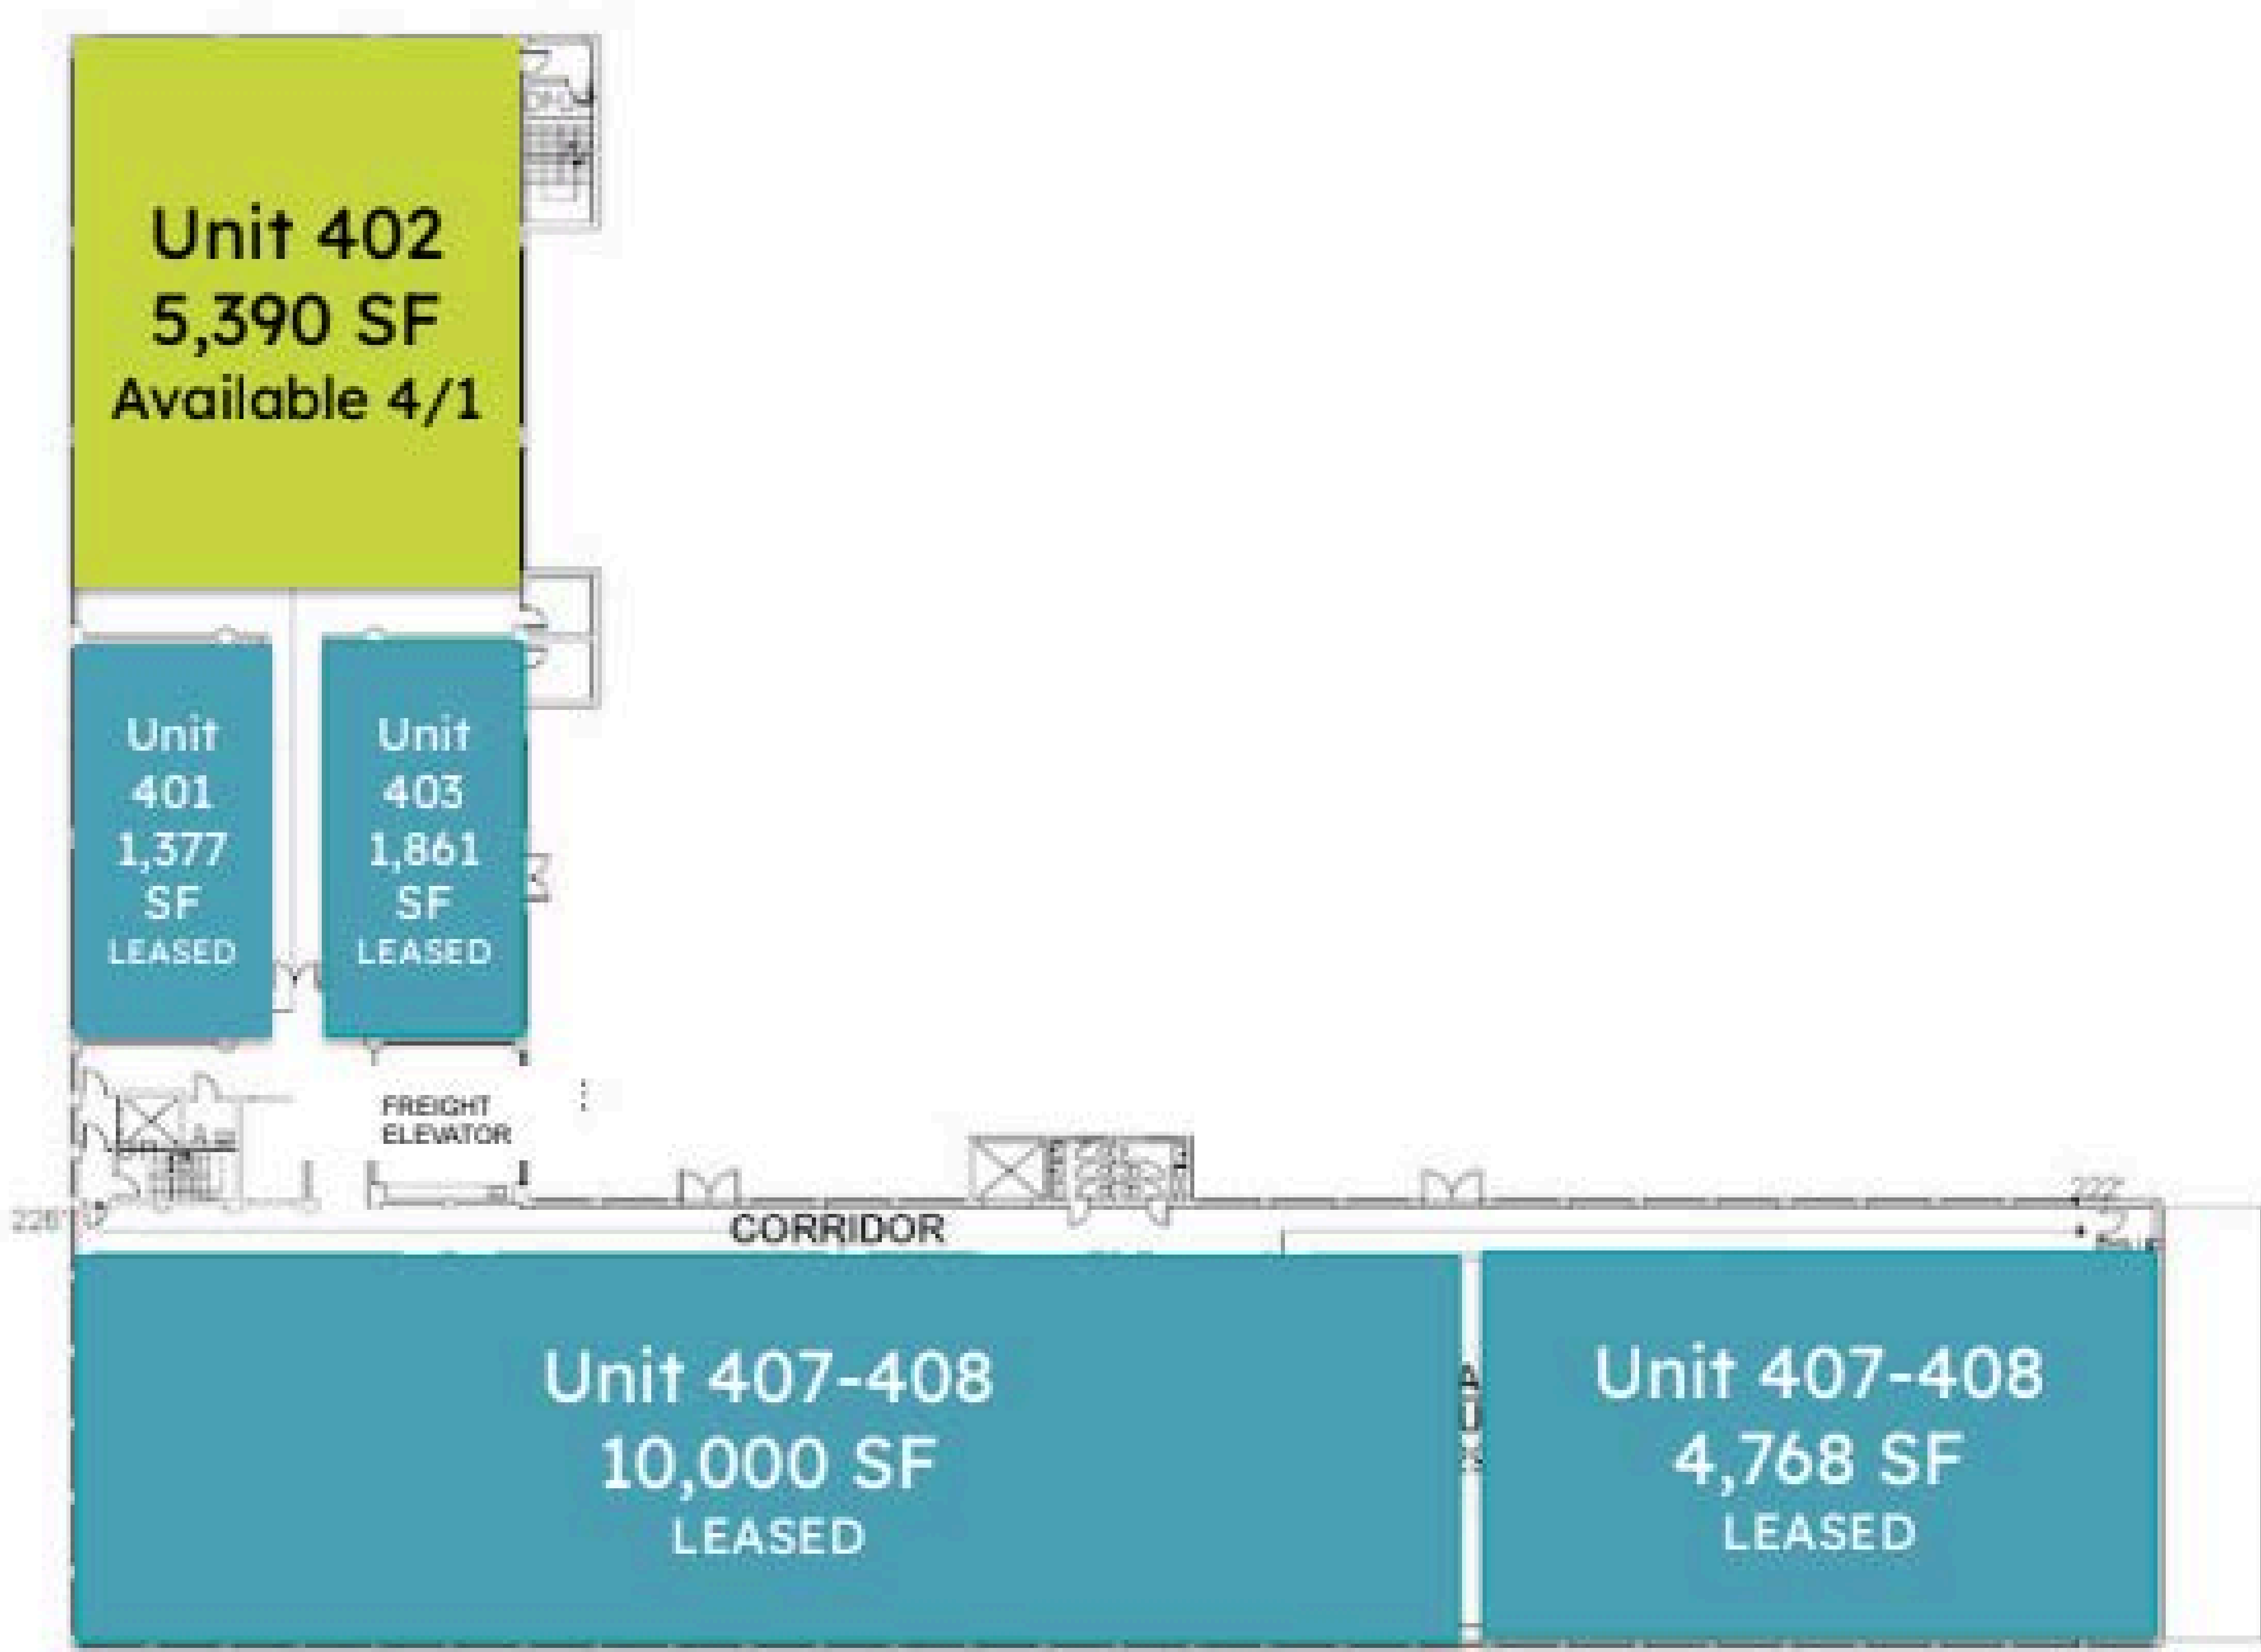 Unit 402
5,390 SF
Available 4/1
Unit
401
1,377
SF
LEASED
Unit
403
1,861
SF
LEASED
FREIGHT
ELEVATOR
CORRIDOR
Unit 407-408
10,000 SF
LEASED
Unit 407-408
4,768 SF
LEASED